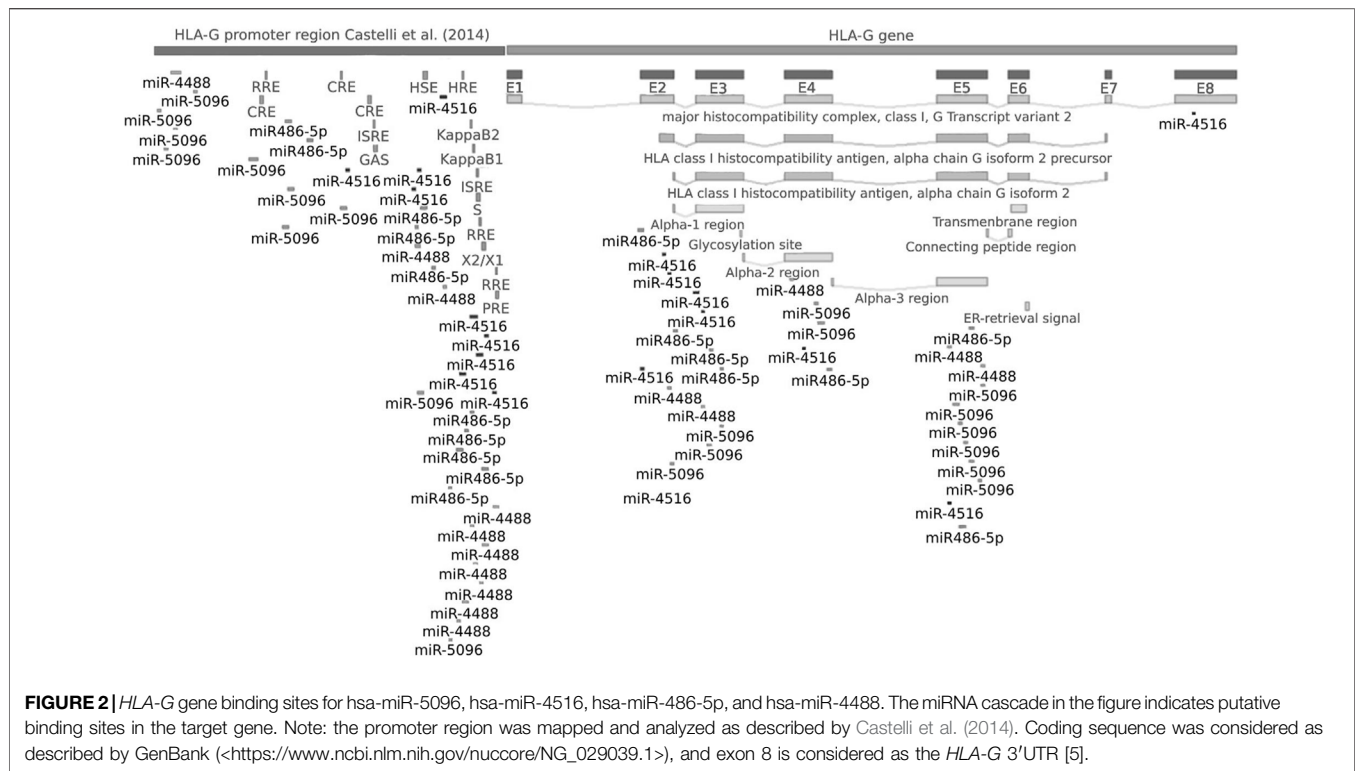 HLA-G promoter region Castelli et al. (2014)
HLA-G gene
miR-4488
RRE
CRE
HSE HRE
E1
E2
E3
E4
E5
E6
E7
E8
miR-5096
CRE
CRE
miR-4516
miR-5096
miR486-5p
ISRE
KappaB2
major histocompatibility complex, class I, G Transcript variant 2
miR-4516
miR-5096
miR486-5p
GAS
KappaB1
HLA class I histocompatibility antigen, alpha chain G isoform 2 precursor
miR-5096
miR-5096
miR-4516
miR-4516
ISRE
HLA class I histocompatibility antigen, alpha chain G isoform 2
miR-5096
miR-4516
S
miR-5096
miR486-5p
RRE
Alpha-1 region
Transmenbrane region
miR-5096
miR486-5p
miR486-5p
Glycosylation site
Connecting peptide region
miR-4488
X2/X1
miR-4516
Alpha-2 region
miR486-5p
RRE
miR-4516
miR-4488
Alpha-3 region
miR-4488
PRE
miR-4516
miR-5096
ER-retrieval signal
miR-4516
miR-4516
miR-5096
miR-4516
miR486-5p
miR486-5p
miR-4516
miR486-5p
miR-4516
miR-4488
miR-4516
miR-4516
miR486-5p
miR486-5p
miR-4488
miR-5096
miR-4516
miR-4488
miR-5096
miR486-5p
miR-4488
miR-5096
miR486-5p
miR-5096
miR-5096
miR486-5p
miR-5096
miR-5096
miR486-5p
miR-5096
miR-5096
miR486-5p
miR-4516
miR-5096
miR-4488
miR-4516
miR-4488
miR486-5p
miR-4488
miR-4488
miR-4488
miR-4488
miR-4488
miR-5096
FIGURE 2 | HLA-G gene binding sites for hsa-miR-5096, hsa-miR-4516, hsa-miR-486-5p, and hsa-miR-4488. The miRNA cascade in the figure indicates putative
binding sites in the target gene. Note: the promoter region was mapped and analyzed as described by Castelli et al. (2014). Coding sequence was considered as
described by GenBank (<https://www.ncbi.nlm.nih.gov/nuccore/NG_029039.1>), and exon 8 is considered as the HLA-G 3′UTR [5].